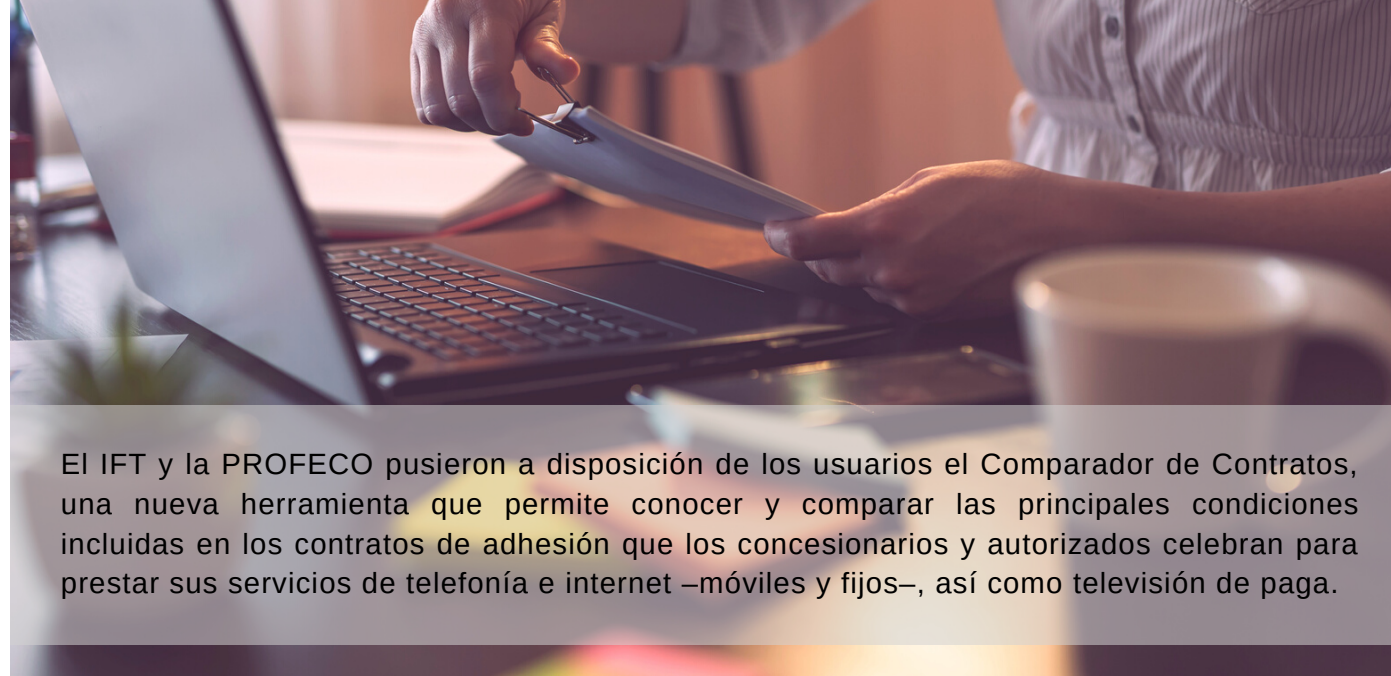 El IFT y la PROFECO pusieron a disposición de los usuarios el Comparador de Contratos,
una nueva herramienta que permite conocer y comparar las principales condiciones
incluidas en los contratos de adhesión que los concesionarios y autorizados celebran para
prestar sus servicios de telefonía e internet –móviles y fijos–, así como televisión de paga.